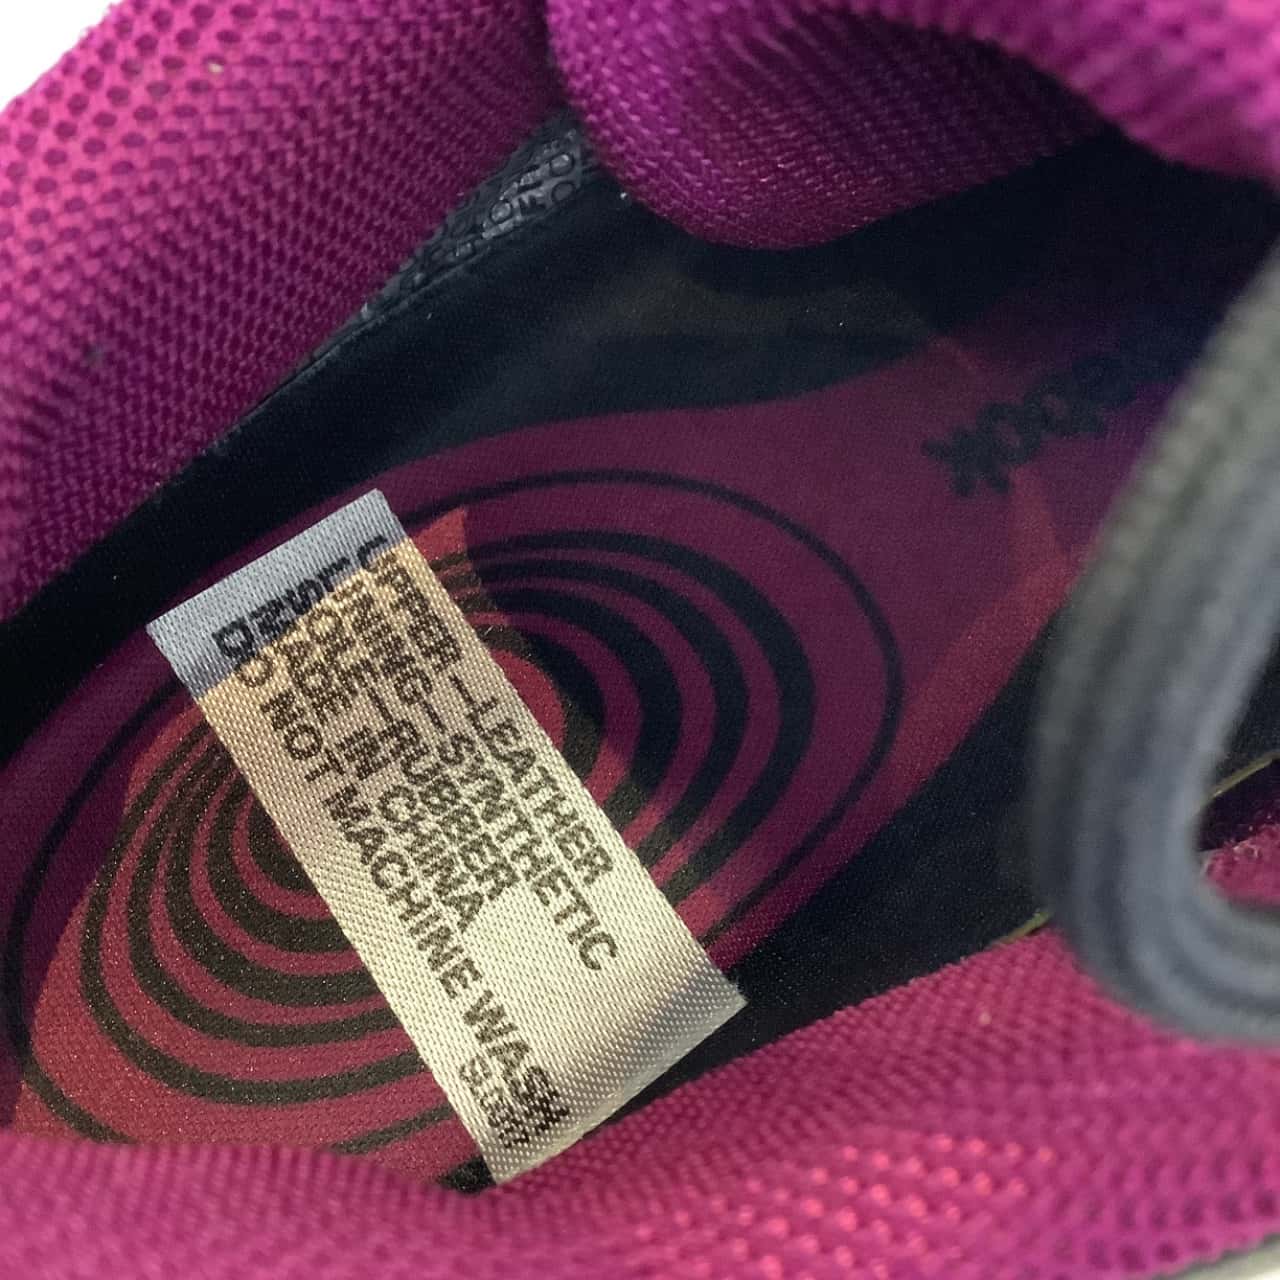 UPPER—LEATHER
LINING—SYNTHETIC
SOLE—RUBBER
MADE IN CHINA
DO NOT MACHINE WASH